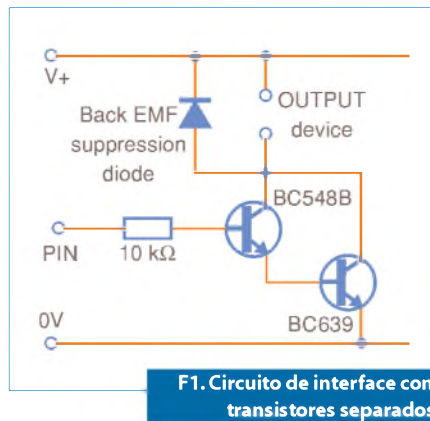 V+
Back EMF
suppression
diode
OUTPUT
device
BC548B
PIN
10 kΩ
0V
BC639
F1. Circuito de interface com
transistores separados